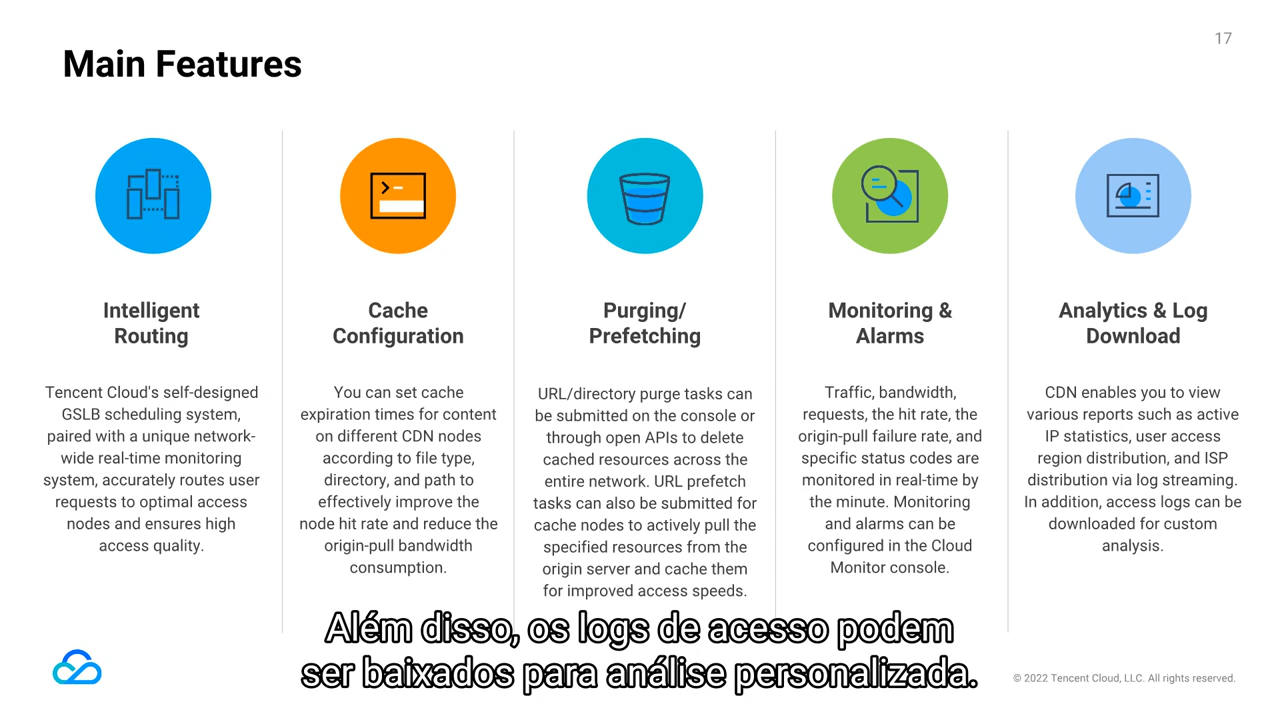 17
Main Features
Intelligent
Routing
Tencent Cloud's self-designed
GSLB scheduling system,
paired with a unique network-
wide real-time monitoring
system, accurately routes user
requests to optimal access
nodes and ensures high
access quality.
Cache
Configuration
You can set cache
expiration times for content
on different CDN nodes
according to file type,
directory, and path to
effectively improve the
node hit rate and reduce the
origin-pull bandwidth
consumption.
Purging/
Prefetching
URL/directory purge tasks can
be submitted on the console or
through open APIs to delete
cached resources across the
entire network. URL prefetch
tasks can also be submitted for
cache nodes to actively pull the
specified resources from the
origin server and cache them
for improved access speeds.
Monitoring &
Alarms
Traffic, bandwidth,
requests, the hit rate, the
origin-pull failure rate, and
specific status codes are
monitored in real-time by
the minute. Monitoring
and alarms can be
configured in the Cloud
Monitor console.
Analytics & Log
Download
CDN enables you to view
various reports such as active
IP statistics, user access
region distribution, and ISP
distribution via log streaming.
In addition, access logs can be
downloaded for custom
analysis.
Além disso, os logs de acesso podem
ser baixados para análise personalizada.
© 2022 Tencent Cloud, LLC. All rights reserved.